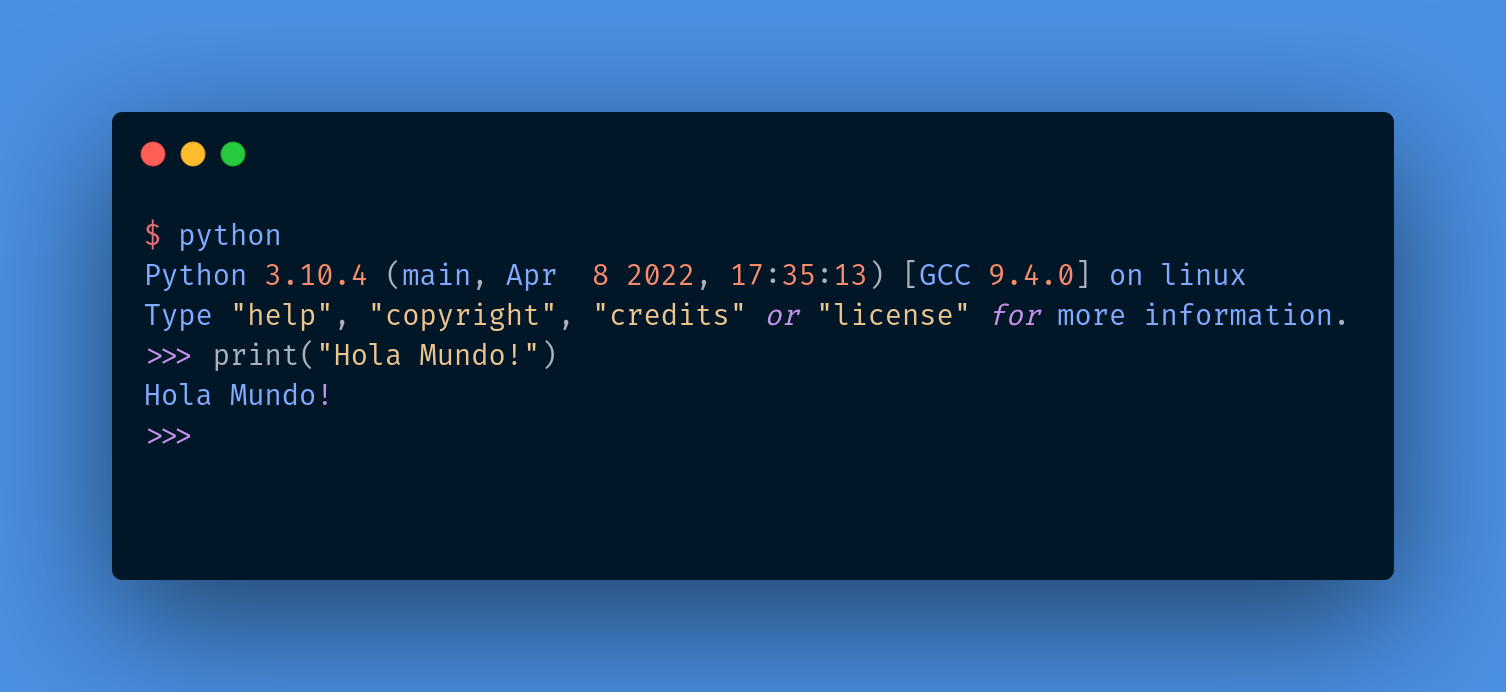 $ python
Python 3.10.4 (main, Apr  8 2022, 17:35:13) [GCC 9.4.0] on linux
Type "help", "copyright", "credits" or "license" for more information.
>>> print("Hola Mundo!")
Hola Mundo!
>>>